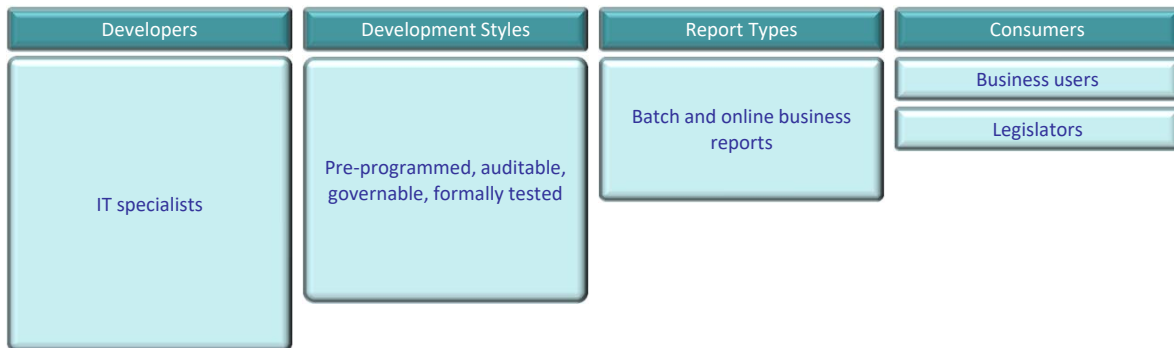 Developers
Development Styles
Report Types
Consumers
IT specialists
Pre-programmed, auditable,
governable, formally tested
Batch and online business
reports
Business users
Legislators